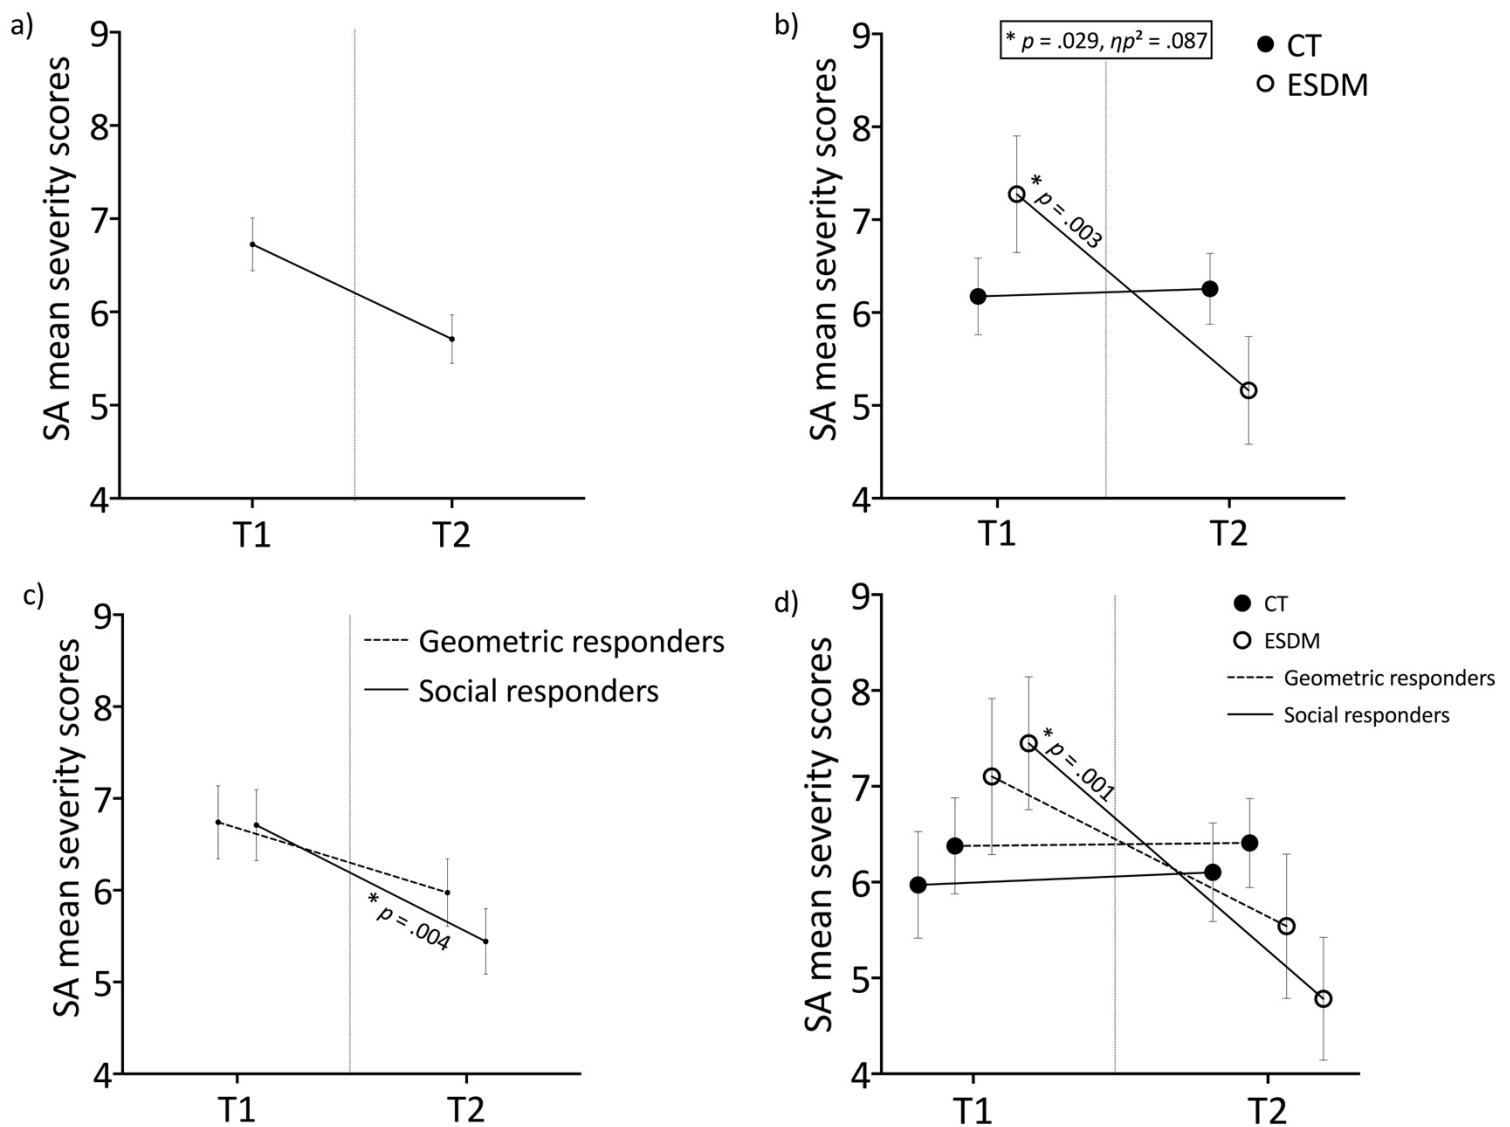 a)
SA mean severity scores
9
8
7
6
5
4
T1
T2
b)
SA mean severity scores
9
8
7
6
5
4
* p = .029, ηp² = .087
CT
ESDM
* p = .003
T1
T2
c)
SA mean severity scores
9
8
7
6
5
4
Geometric responders
Social responders
* p = .004
T1
T2
d)
SA mean severity scores
9
8
7
6
5
4
CT
ESDM
Geometric responders
Social responders
* p = .001
T1
T2